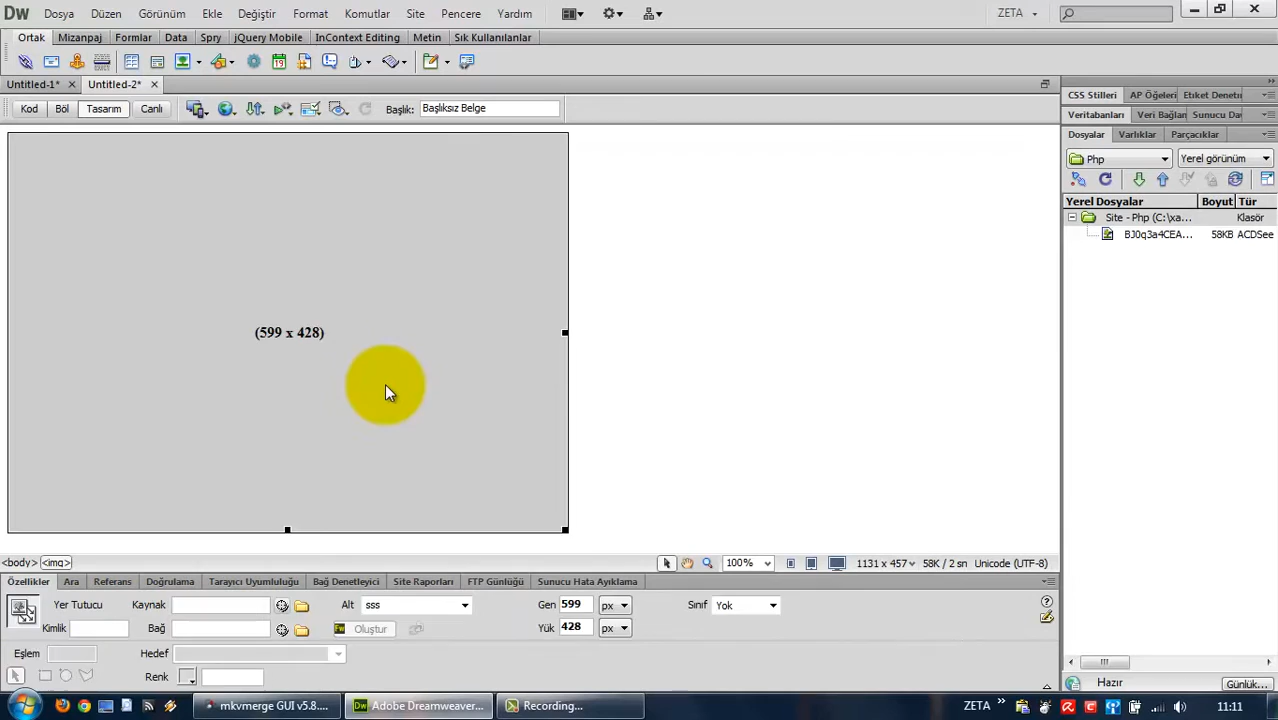 Dw Dosya Düzen Görünüm Ekle Değiştir Format Komutlar Site Pencere Yardım ZETA
Ortak Mizanpaj Formlar Data Spry jQuery Mobile InContext Editing Metin Sık Kullanılanlar
Untitled-1* Untitled-2*
CSS Stilleri AP Öğeleri Etiket Denetı
Kod Böl Tasarım Canlı Başlık: Başlıksız Belge
Veritabanları Veri Bağlan Sunucu Da
Dosyalar Varlıklar Parçacıklar
Php Yerel görünüm
Yerel Dosyalar Boyut Tür
Site - Php (C:\xa... Klasör
BJ0q3a4CEA... 58KB ACDSee
(599 x 428)
<body> <img> 100% 1131 x 457 58K / 2 sn Unicode (UTF-8)
Özellikler Ara Referans Doğrulama Tarayıcı Uyumluluğu Bağ Denetleyici Site Raporları FTP Günlüğü Sunucu Hata Ayıklama
Yer Tutucu Kaynak Alt sss Gen 599 px Sınıf Yok
Kimlik Bağ Fw Oluştur Yük 428 px
Eşlem Hedef
Renk
Hazır Günlük...
mkvmerge GUI v5.8.... Dw Adobe Dreamweaver... Recording... ZETA » 11:11